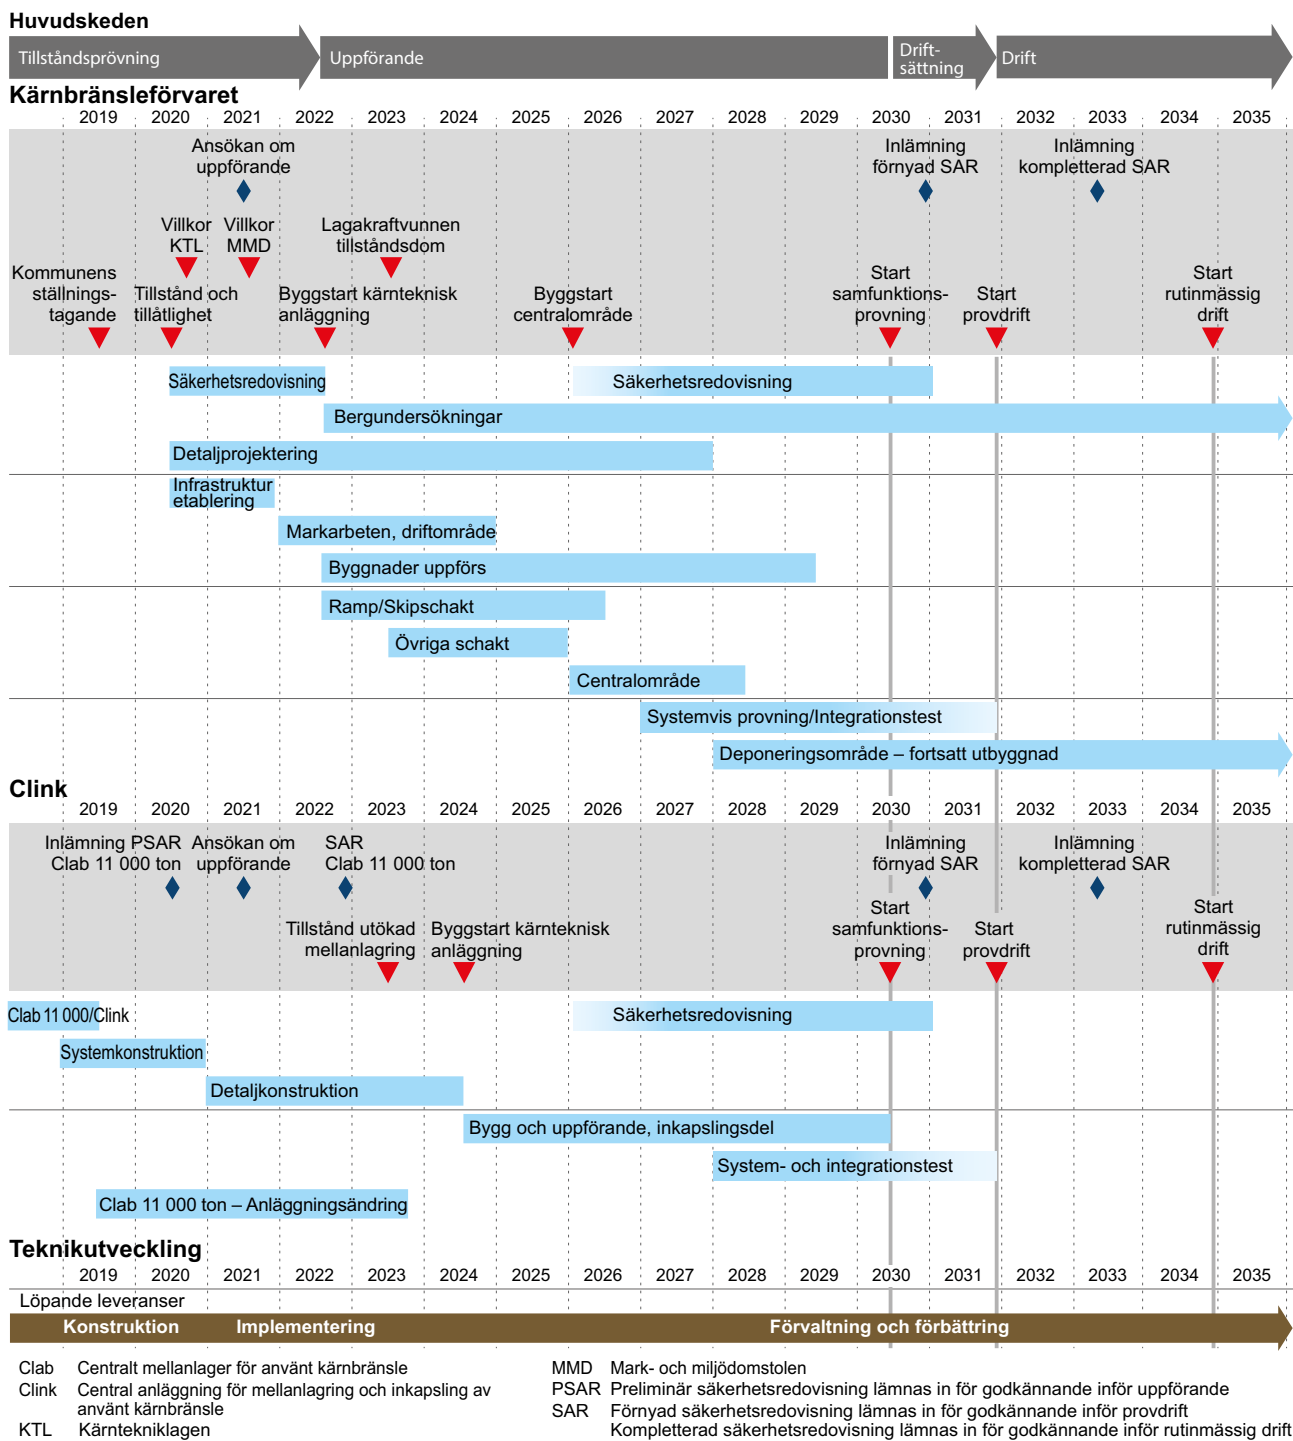 Huvudskeden
Tillståndsprövning
Uppförande
Drift-
sättning
Drift
Kärnbränsleförvaret
2019 2020 2021 2022 2023 2024 2025 2026 2027 2028 2029 2030 2031 2032 2033 2034 2035
Ansökan om
uppförande
Inlämning
förnyad SAR
Inlämning
kompletterad SAR
Villkor
KTL
Villkor
MMD
Lagakraftvunnen
tillståndsdom
Kommunens
ställnings-
tagande
Tillstånd och
tillåtlighet
Byggstart kärnteknisk
anläggning
Byggstart
centralområde
Start
samfunktions-
provning
Start
provdrift
Start
rutinmässig
drift
Säkerhetsredovisning
Säkerhetsredovisning
Bergundersökningar
Detaljprojektering
Infrastruktur
etablering
Markarbeten, driftområde
Byggnader uppförs
Ramp/Skipschakt
Övriga schakt
Centralområde
Systemvis provning/Integrationstest
Deponeringsområde – fortsatt utbyggnad
Clink
2019 2020 2021 2022 2023 2024 2025 2026 2027 2028 2029 2030 2031 2032 2033 2034 2035
Inlämning PSAR
Clab 11 000 ton
Ansökan om
uppförande
SAR
Clab 11 000 ton
Inlämning
förnyad SAR
Inlämning
kompletterad SAR
Tillstånd utökad
mellanlagring
Byggstart kärnteknisk
anläggning
Start
samfunktions-
provning
Start
provdrift
Start
rutinmässig
drift
Clab 11 000/Clink
Säkerhetsredovisning
Systemkonstruktion
Detaljkonstruktion
Bygg och uppförande, inkapslingsdel
System- och integrationstest
Clab 11 000 ton – Anläggningsändring
Teknikutveckling
2019 2020 2021 2022 2023 2024 2025 2026 2027 2028 2029 2030 2031 2032 2033 2034 2035
Löpande leveranser
Konstruktion
Implementering
Förvaltning och förbättring
Clab Centralt mellanlager för använt kärnbränsle
Clink Central anläggning för mellanlagring och inkapsling av
använt kärnbränsle
KTL Kärntekniklagen
MMD Mark- och miljödomstolen
PSAR Preliminär säkerhetsredovisning lämnas in för godkännande inför uppförande
SAR Förnyad säkerhetsredovisning lämnas in för godkännande inför provdrift
Kompletterad säkerhetsredovisning lämnas in för godkännande inför rutinmässig drift